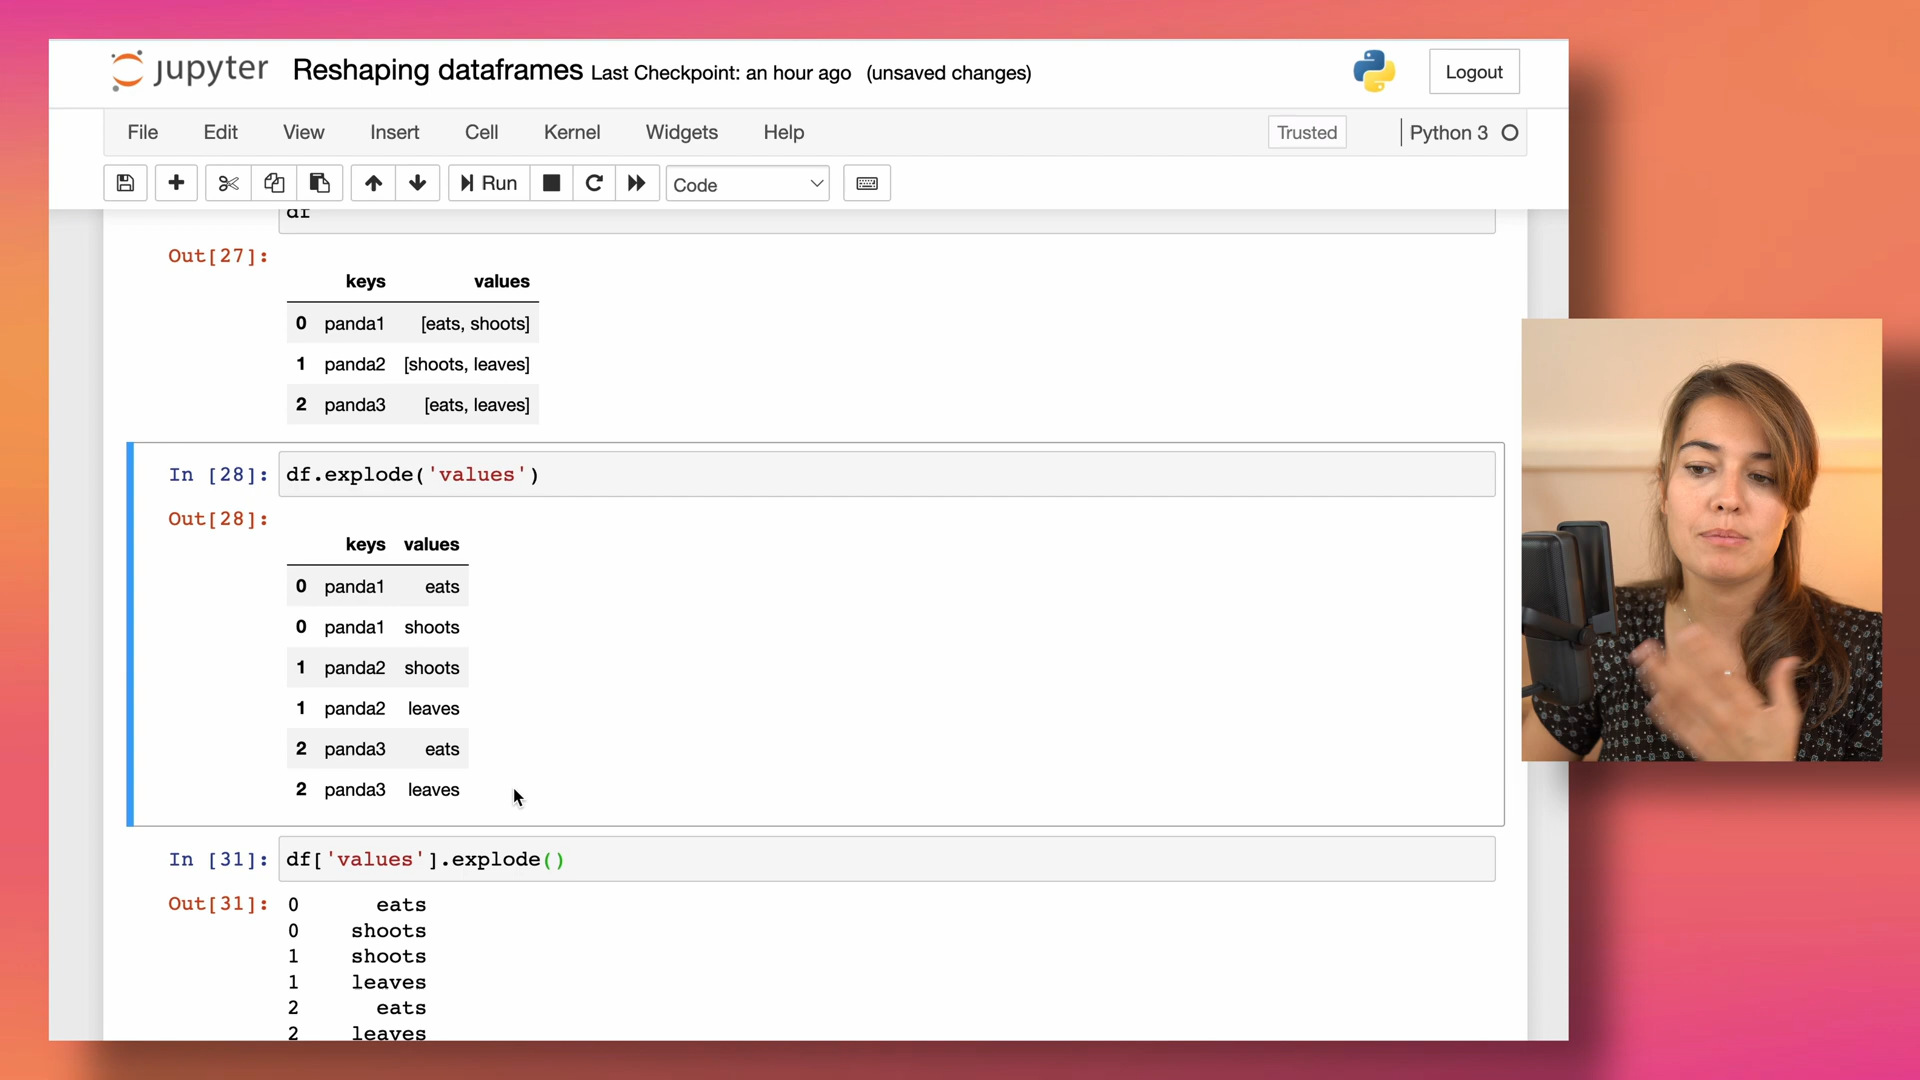 jupyter Reshaping dataframes Last Checkpoint: an hour ago (unsaved changes) Logout
File Edit View Insert Cell Kernel Widgets Help Trusted Python 3
Run Code
df
Out[27]:
keys values
0 panda1 [eats, shoots]
1 panda2 [shoots, leaves]
2 panda3 [eats, leaves]
In [28]: df.explode('values')
Out[28]:
keys values
0 panda1 eats
0 panda1 shoots
1 panda2 shoots
1 panda2 leaves
2 panda3 eats
2 panda3 leaves
In [31]: df['values'].explode()
Out[31]: 0 eats
0 shoots
1 shoots
1 leaves
2 eats
2 leaves